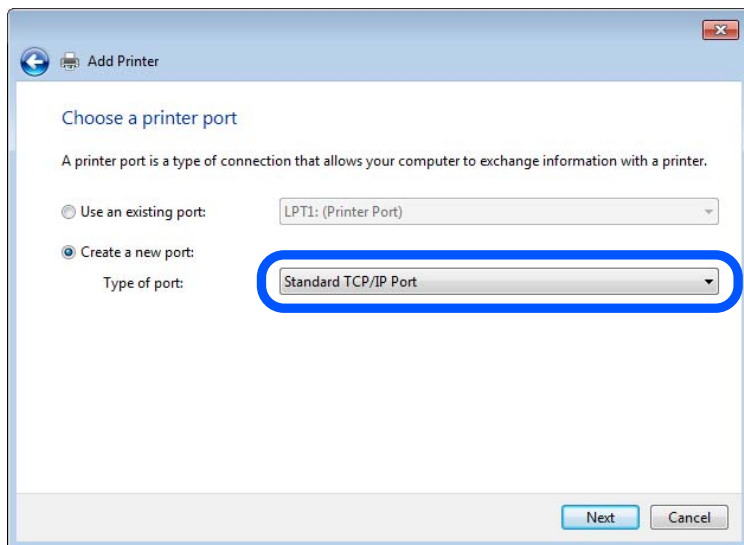 Add Printer
Choose a printer port
A printer port is a type of connection that allows your computer to exchange information with a printer.
Use an existing port: LPT1: (Printer Port)
Create a new port:
Type of port: Standard TCP/IP Port
Next Cancel